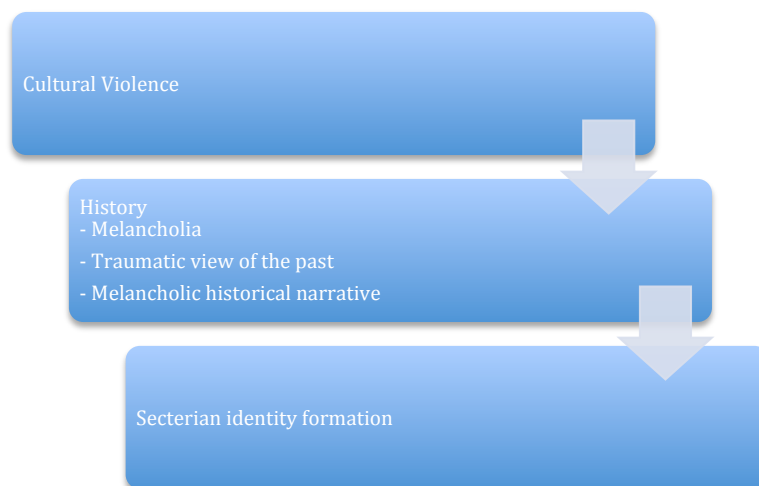 Cultural Violence
History
- Melancholia
- Traumatic view of the past
- Melancholic historical narrative
Secterian identity formation